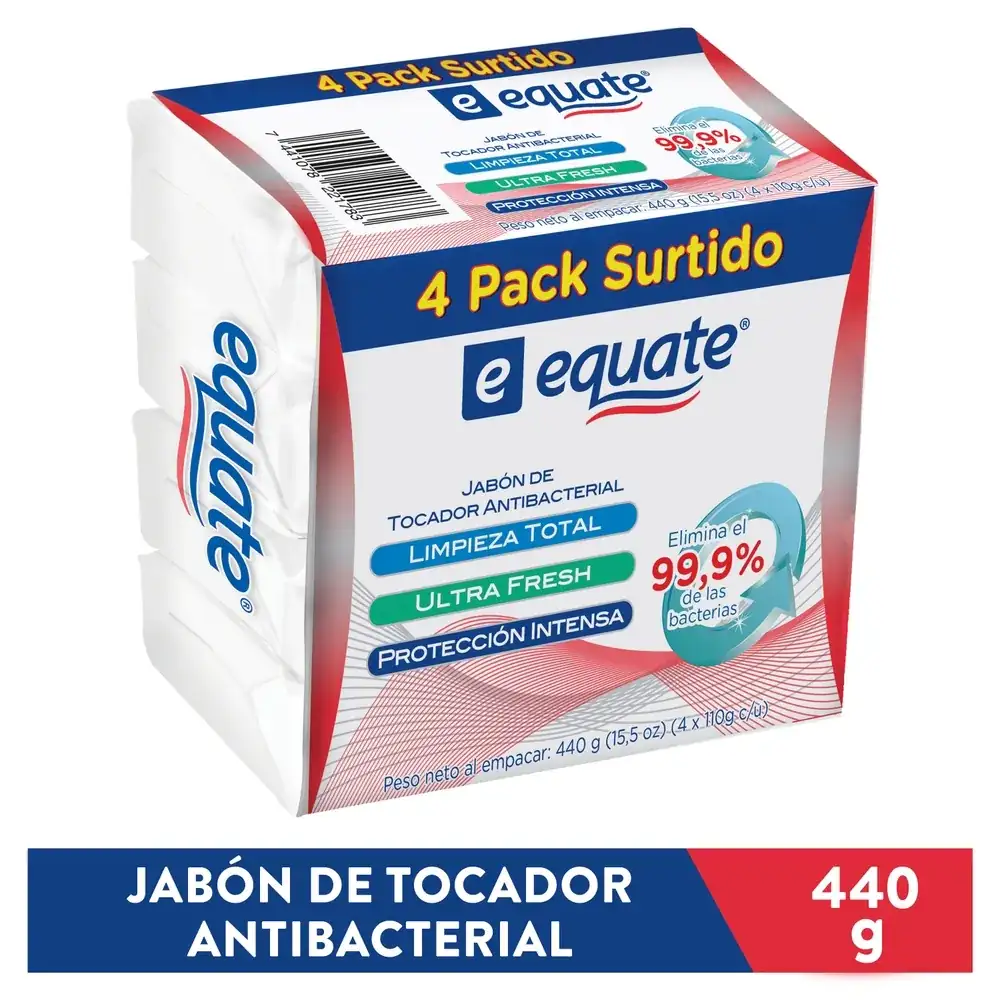 4 Pack Surtido
e equate®
JABÓN DE
TOCADOR ANTIBACTERIAL
LIMPIEZA TOTAL
ULTRA FRESH
PROTECCIÓN INTENSA
Peso neto al empacar: 440 g (15,5 oz) (4 x 110g c/u)
Elimina el
99,9%
de las
bacterias
4 Pack Surtido
e equate®
JABÓN DE
TOCADOR ANTIBACTERIAL
LIMPIEZA TOTAL
ULTRA FRESH
PROTECCIÓN INTENSA
Elimina el
99,9%
de las
bacterias
Peso neto al empacar: 440 g (15,5 oz) (4 x 110g c/u)
equate®
JABÓN DE TOCADOR
ANTIBACTERIAL
440
g